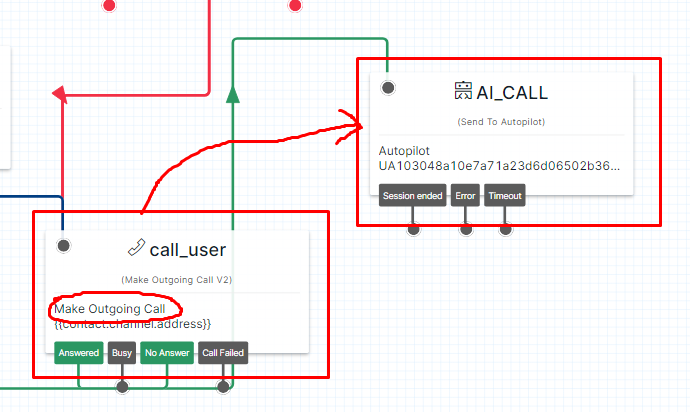 AI_CALL
(Send To Autopilot)
Autopilot
UA103048a10e7a71a23d6d06502b36...
Session ended
Error
Timeout
call_user
(Make Outgoing Call V2)
Make Outgoing Call
{{contact.channel.address}}
Answered
Busy
No Answer
Call Failed